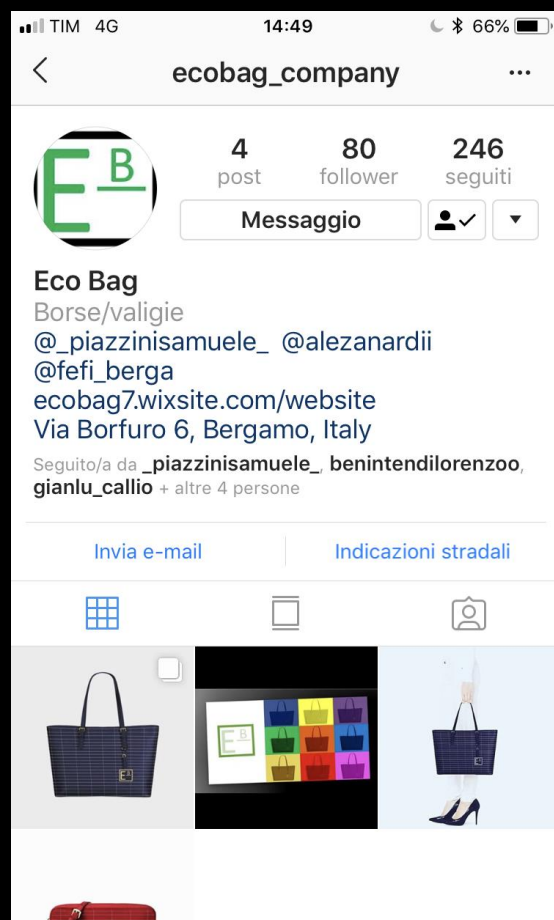 TIM 4G 14:49 66%
ecobag_company
4 80 246
post follower seguiti
Messaggio
E B
Eco Bag
Borse/valigie
@_piazzinisamuele_ @alezanardii
@fefi_berga
ecobag7.wixsite.com/website
Via Borfuro 6, Bergamo, Italy
Seguito/a da _piazzinisamuele_, benintendilorenzoo,
gianlu_callio + altre 4 persone
Invia e-mail Indicazioni stradali
E B
E B
E B